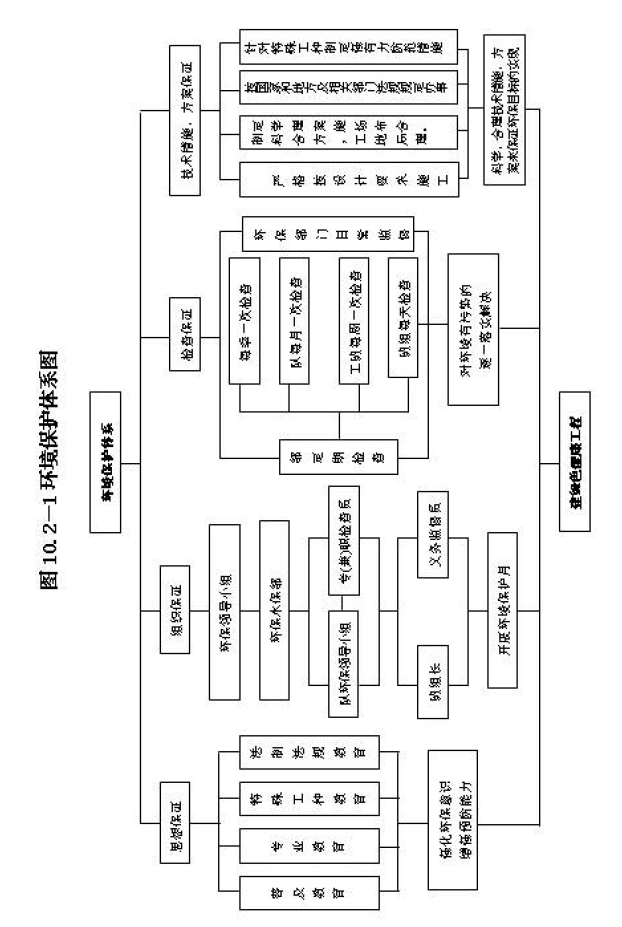 图 10.2－1 环境保护体系图
环境保护体系
思想保证
组织保证
检查保证
技术措施，方案保证
普及教育
专业教育
特殊工种教育
法制法规教育
强化环保意识
增强预防能力
环保领导小组
环保水保部
队环保领导小组
专(兼)职检查员
班组长
义务监督员
开展环境保护月
部定期检查
环保部门日常监督
每季一次检查
队每月一次检查
工班每周一次检查
班组每天检查
对环境有污染的
逐一落实解决
严格按设计要求施工
制定科学合理方案，施工场地布局合理。
按国家和地方及相关部门法规规定办事
针对特殊工种制定强有力防范措施
科学，合理技术措施，方
案来保证环保目标的实现
建绿色健康工程